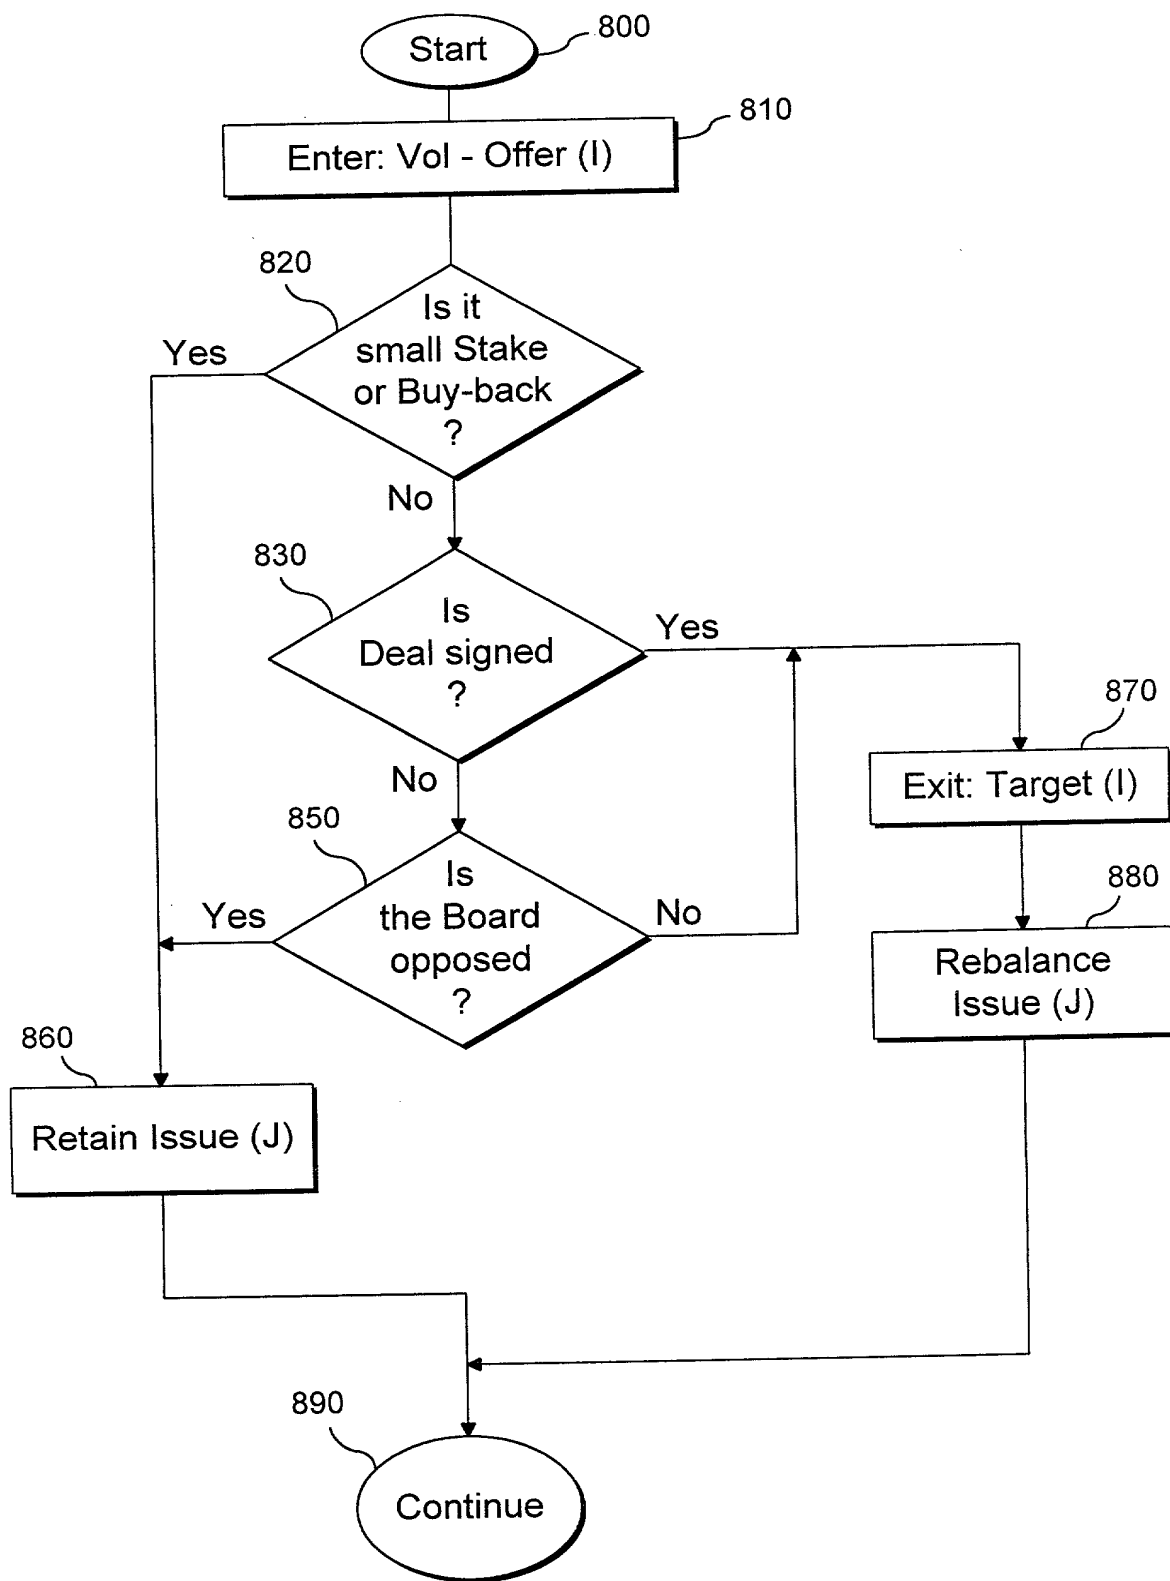 Start
800
810
Enter: Vol - Offer (I)
820
Is it
small Stake
or Buy-back
?
Yes
No
830
Is
Deal signed
?
Yes
No
870
Exit: Target (I)
850
Is
the Board
opposed
?
Yes
No
880
Rebalance
Issue (J)
860
Retain Issue (J)
890
Continue